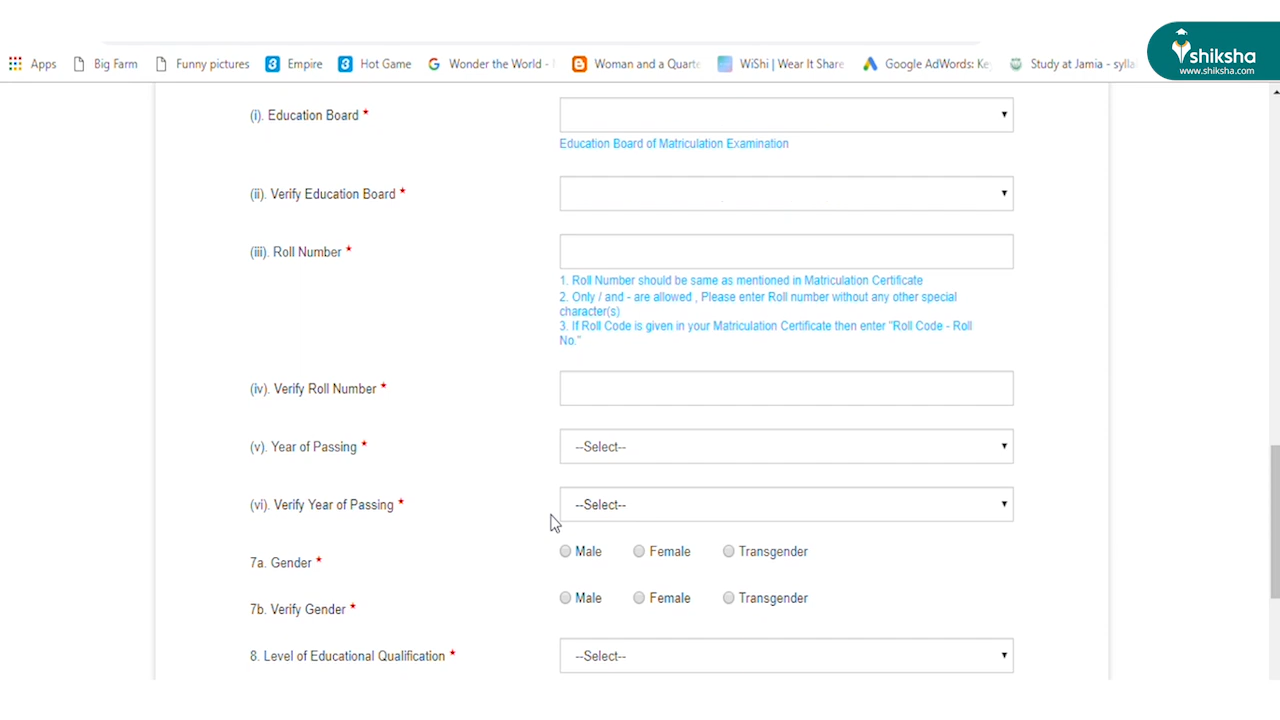 shiksha
www.shiksha.com
Apps
Big Farm
Funny pictures
Empire
Hot Game
Wonder the World -
Woman and a Quarte
WiShi | Wear It Share
Google AdWords: Ke
Study at Jamia - sylla
(i). Education Board *
Education Board of Matriculation Examination
(ii). Verify Education Board *
(iii). Roll Number *
1. Roll Number should be same as mentioned in Matriculation Certificate
2. Only / and - are allowed , Please enter Roll number without any other special
character(s)
3. If Roll Code is given in your Matriculation Certificate then enter "Roll Code - Roll
No."
(iv). Verify Roll Number *
(v). Year of Passing *
--Select--
(vi). Verify Year of Passing *
--Select--
7a. Gender *
Male Female Transgender
7b. Verify Gender *
Male Female Transgender
8. Level of Educational Qualification *
--Select--